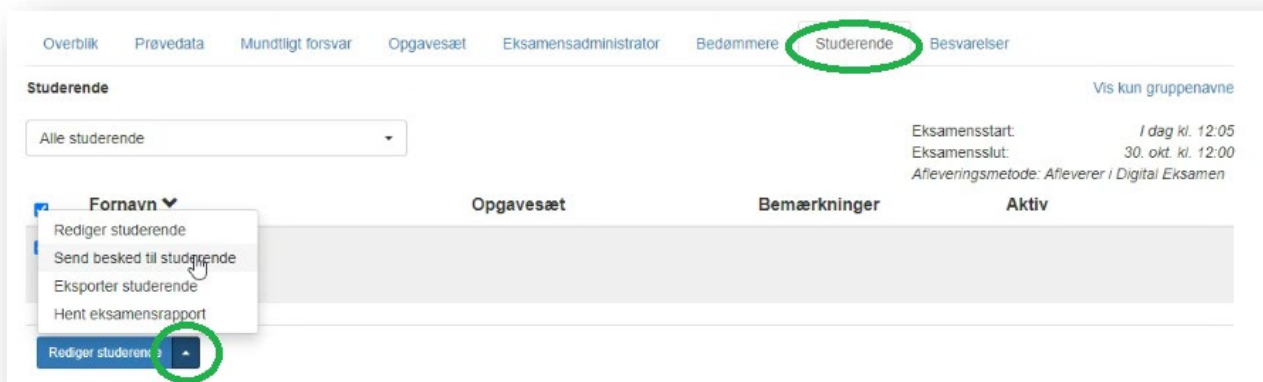 Overblik Prøvedata Mundtligt forsvar Opgavesæt Eksamensadministrator Bedømmere Studerende Besvarelser
Studerende Vis kun gruppenavne
Alle studerende
Eksamensstart: I dag kl. 12:05
Eksamensslut: 30. okt. kl. 12:00
Afleveringsmetode: Afleverer i Digital Eksamen
Fornavn Opgavesæt Bemærkninger Aktiv
Rediger studerende
Send besked til studerende
Eksporter studerende
Hent eksamensrapport
Rediger studerende